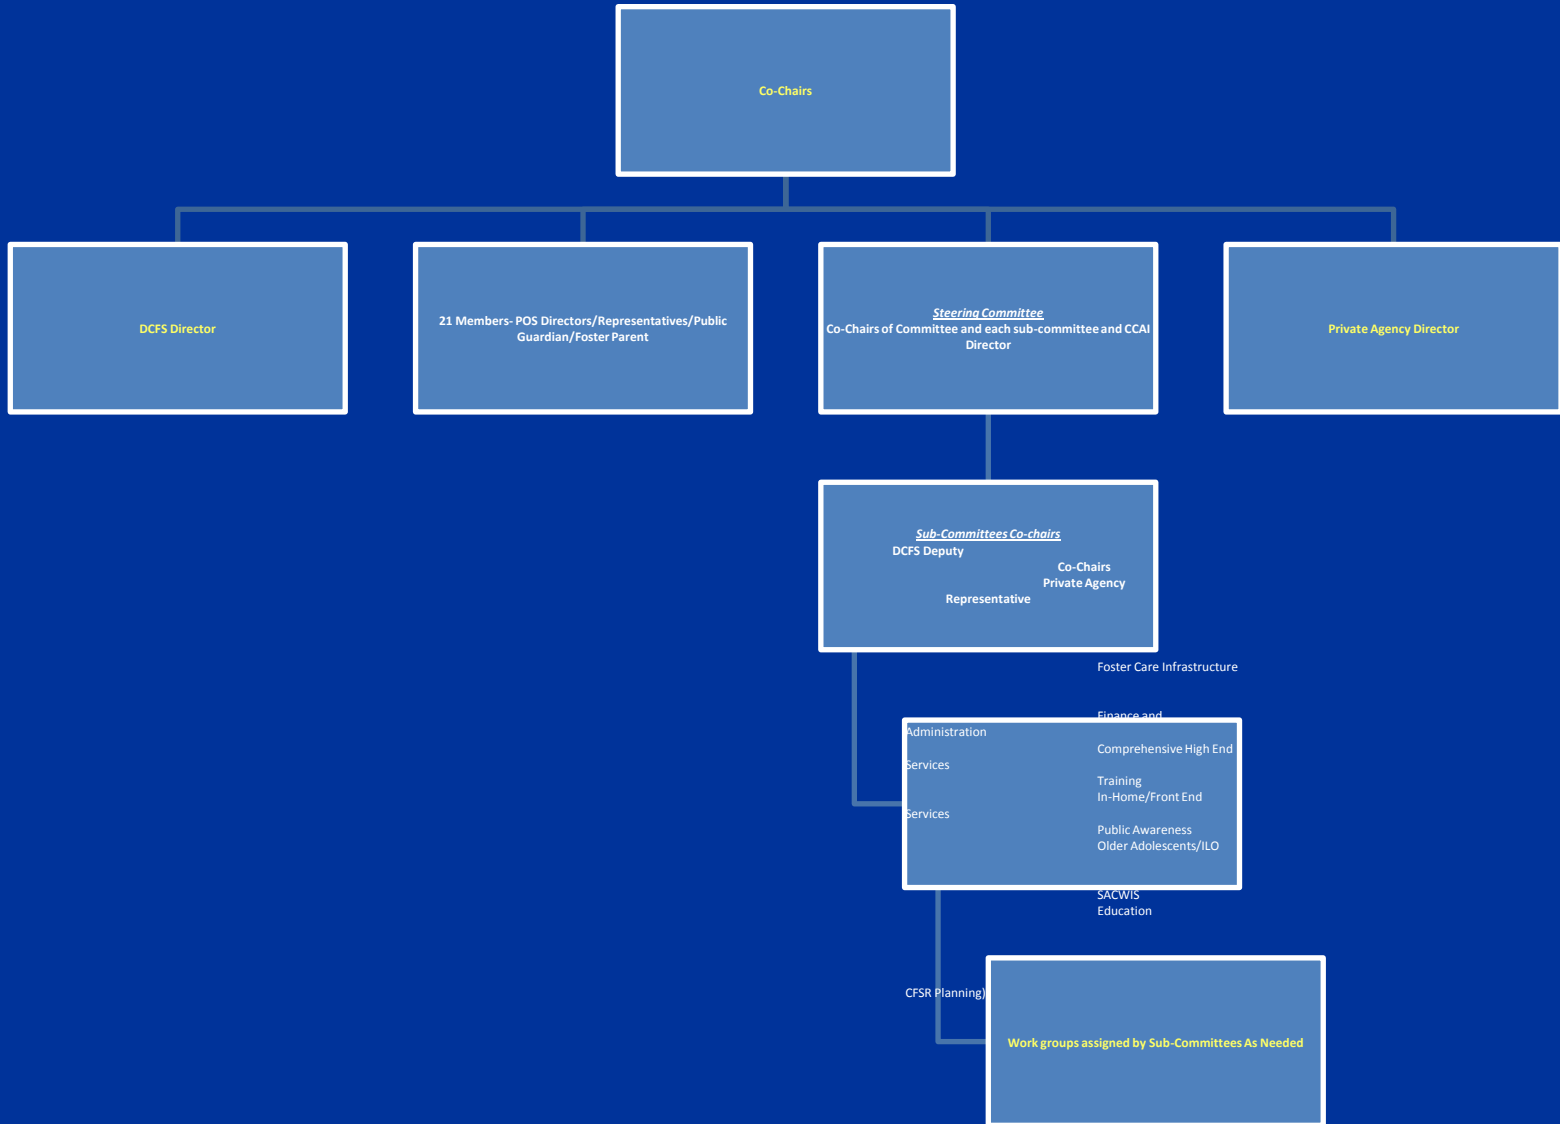 Co-Chairs
DCFS Director
21 Members- POS Directors/Representatives/Public
Guardian/Foster Parent
Steering Committee
Co-Chairs of Committee and each sub-committee and CCAI
Director
Private Agency Director
Sub-Committees Co-chairs
DCFS Deputy
Co-Chairs
Private Agency
Representative
Foster Care Infrastructure
Finance and
Administration
Comprehensive High End
Services
Training
In-Home/Front End
Services
Public Awareness
Older Adolescents/ILO
SACWIS
Education
CFSR Planning)
Work groups assigned by Sub-Committees As Needed